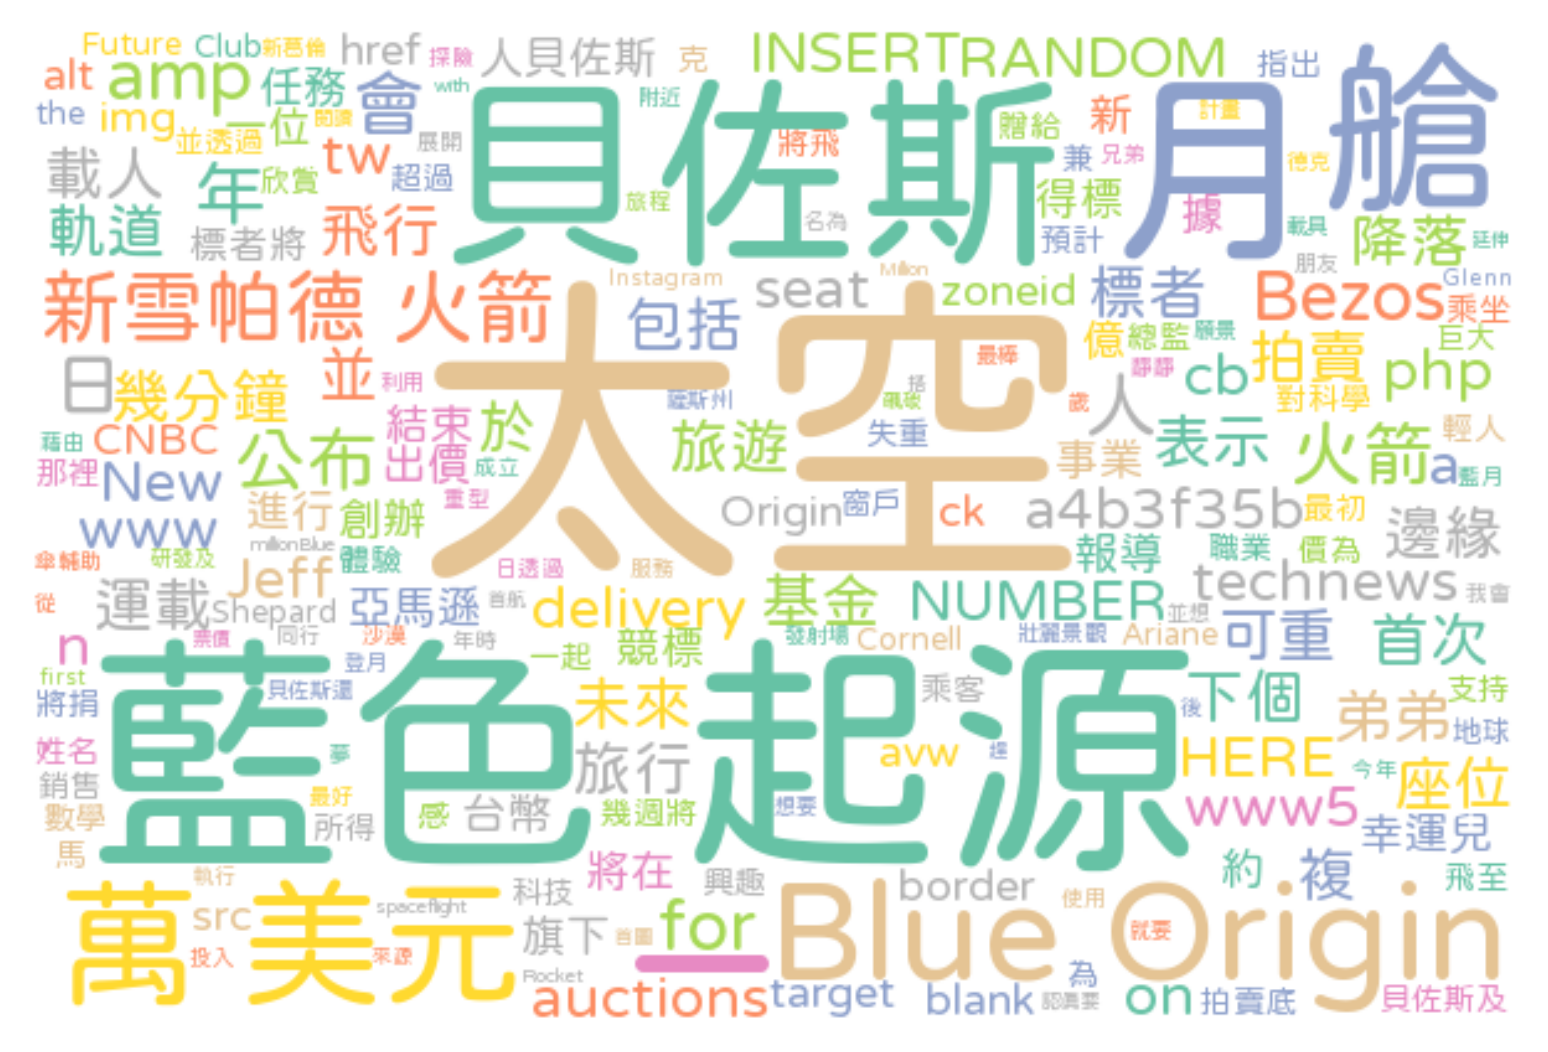 Future Club 新葛倫 href 探險 人貝佐斯 克 INSERT RANDOM 指出
alt amp 任務 會 with 附近 貝佐斯 月 艙
the img 一位 閱讀 展開 將飛 贈給 新 計畫
並透過 tw 超過 兼 兄弟 德克
載人 年 欣賞 旅程 名為 得標 據 載具
軌道 標者將 飛行 預計 降落 延伸
新雪帕德 火箭 Instagram seat Million zoneid 標者 朋友 Bezos Glenn 乘坐
包括 太空 億 總監 願景 拍賣 巨大
日 幾分鐘 並 利用 薩斯州 最棒 搭 靜靜 cb php
飄破 歲 人 對科學
藉由 CNBC 公布 結束 於 旅遊 失重 事業 表示 火箭 輕人
那裡 New 出價 成立 a 藍月
www 進行 創辦 重型 Origin 窗戶 ck a4b3f35b 最初 邊緣
傘輔助 研發及 millionBlue 體驗 日透過 服務 報導 職業 價為
從 運載 Jeff Shepard 亞馬遜 首航 delivery 基金 NUMBER technews 並想 我會
n 票價 同行 沙漠 年時 一起 競標 發射場 Cornell 壯麗景觀 Ariane 可重 首次
first 登月
將捐 貝佐斯還 藍色起源 未來 乘客 後 下個 弟弟 支持
姓名 夢 旅行 avw 是 HERE 地球
銷售 最好 今年 座位
數學 所得 感 台幣 幾週將 想要 www5 幸運兒
馬 執行 將在 興趣 border 約 複 飛至
萬美元 src spaceflight 科技 使用
投入 來源 旗下 首圖 for Blue Origin 就要
Rocket auctions target blank 為 認真要 on 拍賣底 貝佐斯及